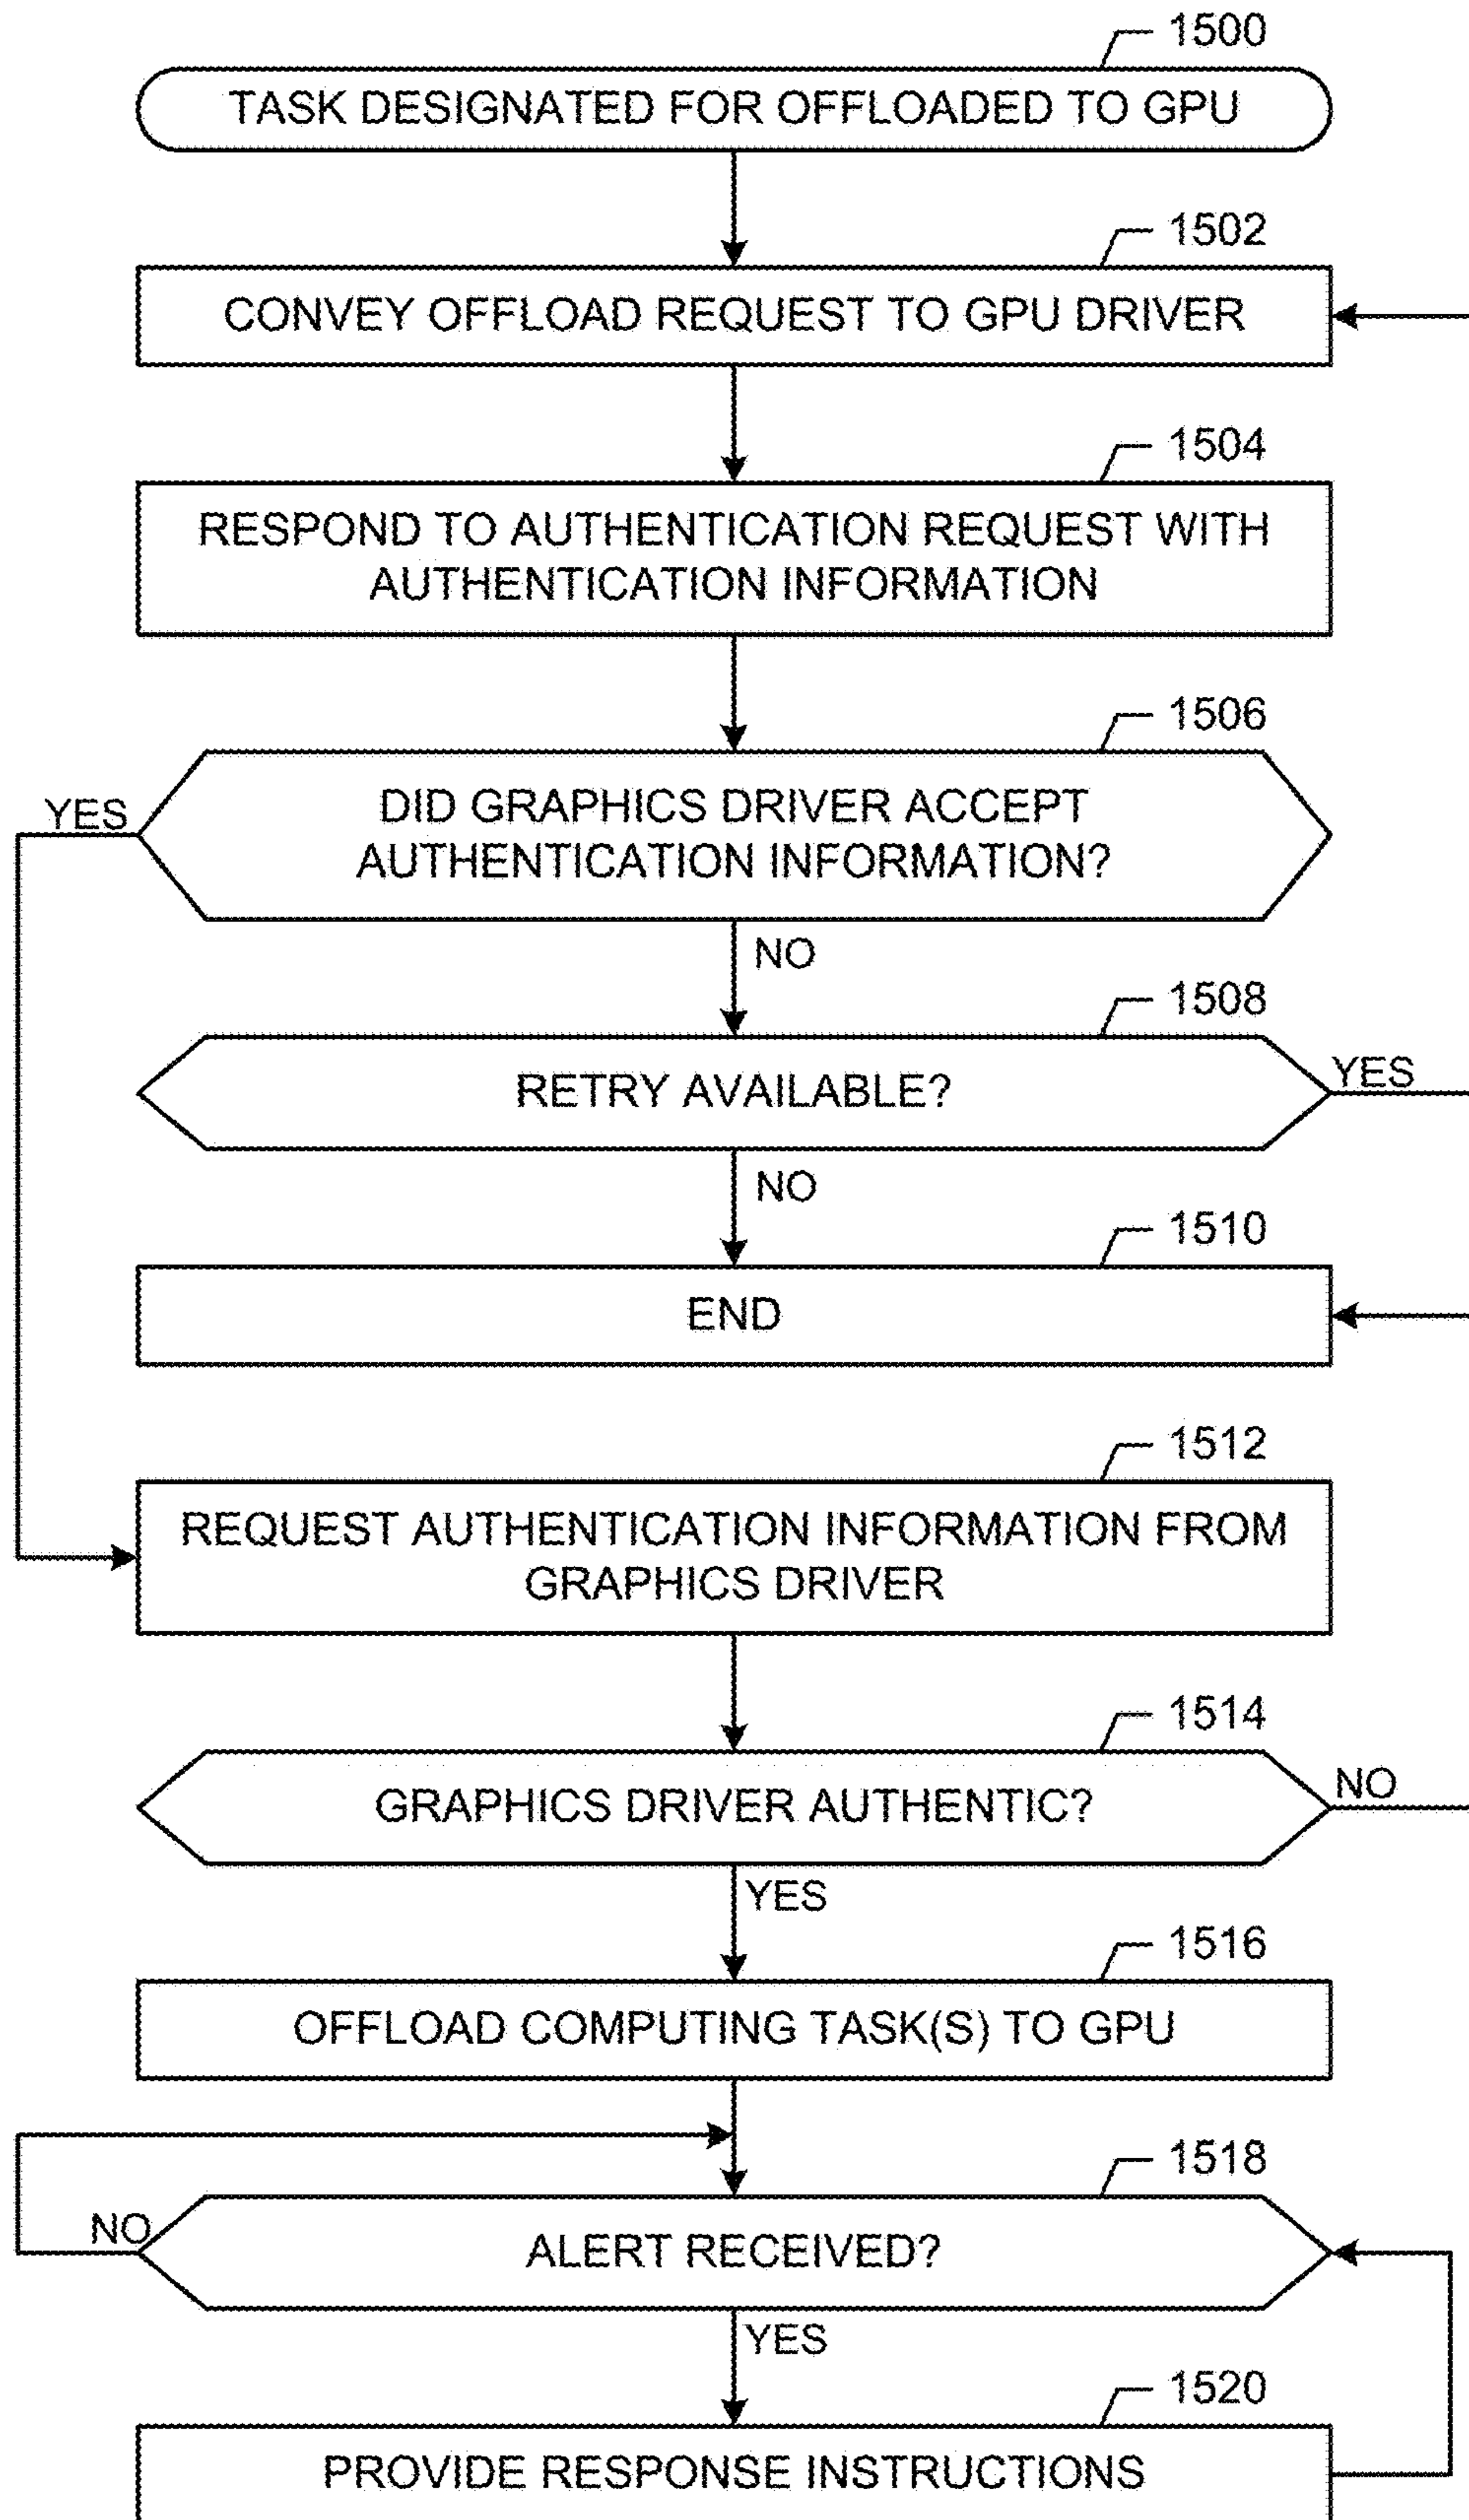 1500
TASK DESIGNATED FOR OFFLOADED TO GPU
1502
CONVEY OFFLOAD REQUEST TO GPU DRIVER
1504
RESPOND TO AUTHENTICATION REQUEST WITH
AUTHENTICATION INFORMATION
1506
YES
DID GRAPHICS DRIVER ACCEPT
AUTHENTICATION INFORMATION?
NO
1508
RETRY AVAILABLE?
YES
NO
1510
END
1512
REQUEST AUTHENTICATION INFORMATION FROM
GRAPHICS DRIVER
1514
GRAPHICS DRIVER AUTHENTIC?
NO
YES
1516
OFFLOAD COMPUTING TASK(S) TO GPU
1518
NO
ALERT RECEIVED?
YES
1520
PROVIDE RESPONSE INSTRUCTIONS